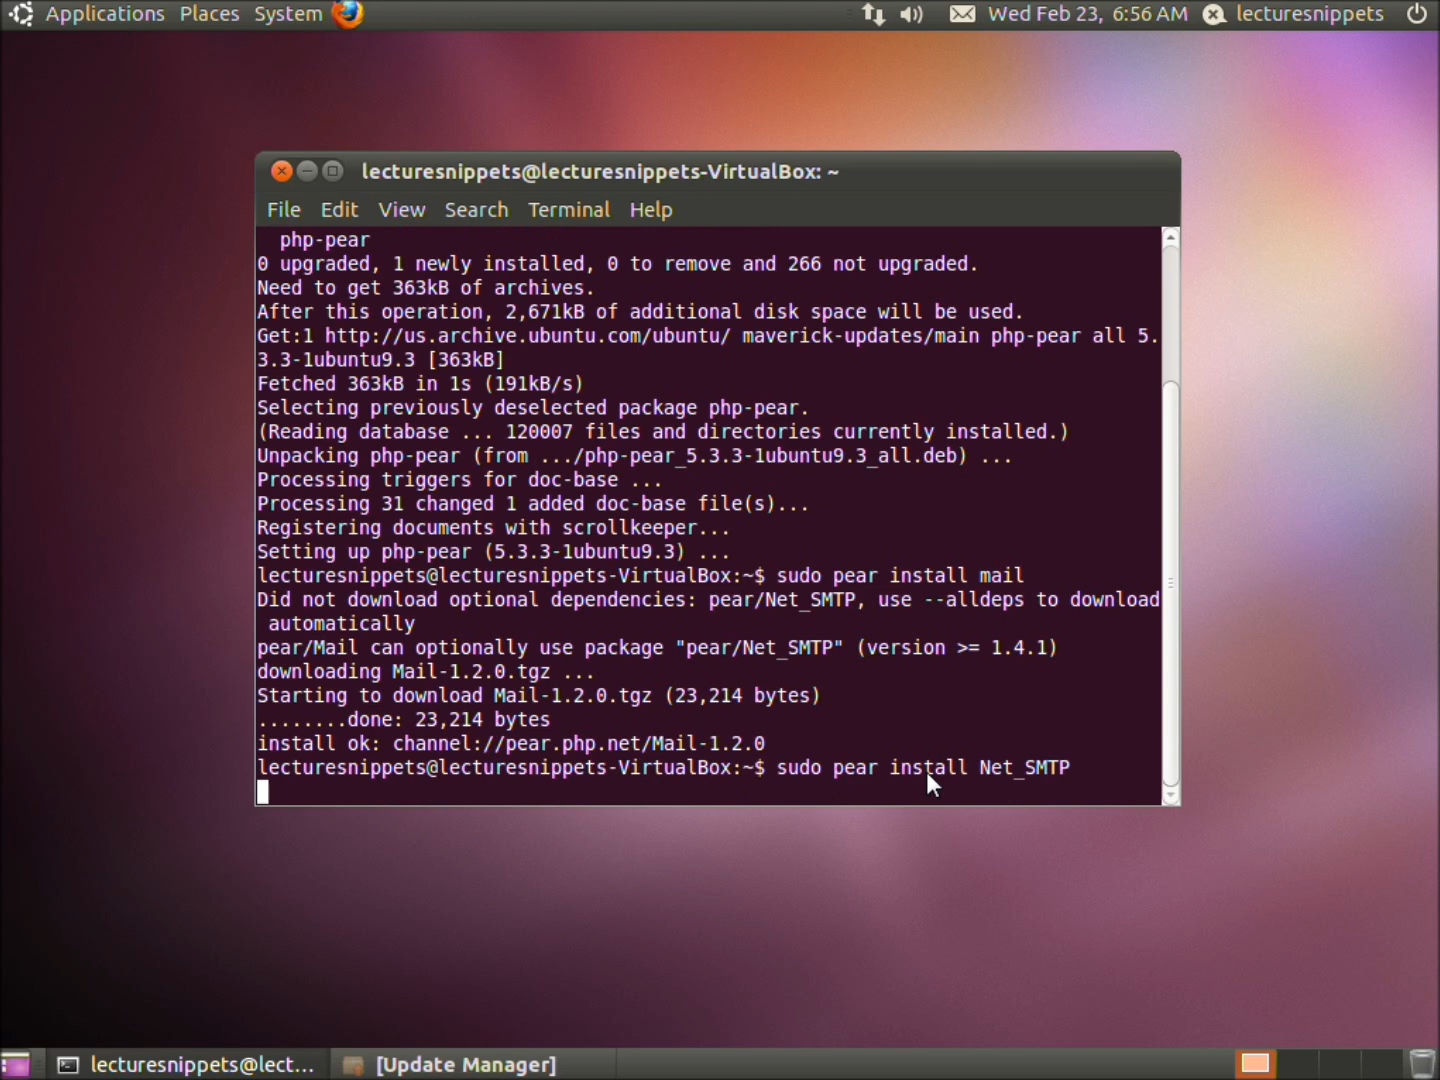 Applications Places System Wed Feb 23, 6:56 AM lecturesnippets
lecturesnippets@lecturesnippets-VirtualBox: ~
File Edit View Search Terminal Help
php-pear
0 upgraded, 1 newly installed, 0 to remove and 266 not upgraded.
Need to get 363kB of archives.
After this operation, 2,671kB of additional disk space will be used.
Get:1 http://us.archive.ubuntu.com/ubuntu/ maverick-updates/main php-pear all 5.
3.3-1ubuntu9.3 [363kB]
Fetched 363kB in 1s (191kB/s)
Selecting previously deselected package php-pear.
(Reading database ... 120007 files and directories currently installed.)
Unpacking php-pear (from .../php-pear_5.3.3-1ubuntu9.3_all.deb) ...
Processing triggers for doc-base ...
Processing 31 changed 1 added doc-base file(s)...
Registering documents with scrollkeeper...
Setting up php-pear (5.3.3-1ubuntu9.3) ...
lecturesnippets@lecturesnippets-VirtualBox:~$ sudo pear install mail
Did not download optional dependencies: pear/Net_SMTP, use --alldeps to download
automatically
pear/Mail can optionally use package "pear/Net_SMTP" (version >= 1.4.1)
downloading Mail-1.2.0.tgz ...
Starting to download Mail-1.2.0.tgz (23,214 bytes)
........done: 23,214 bytes
install ok: channel://pear.php.net/Mail-1.2.0
lecturesnippets@lecturesnippets-VirtualBox:~$ sudo pear install Net_SMTP
lecturesnippets@lect... [Update Manager]